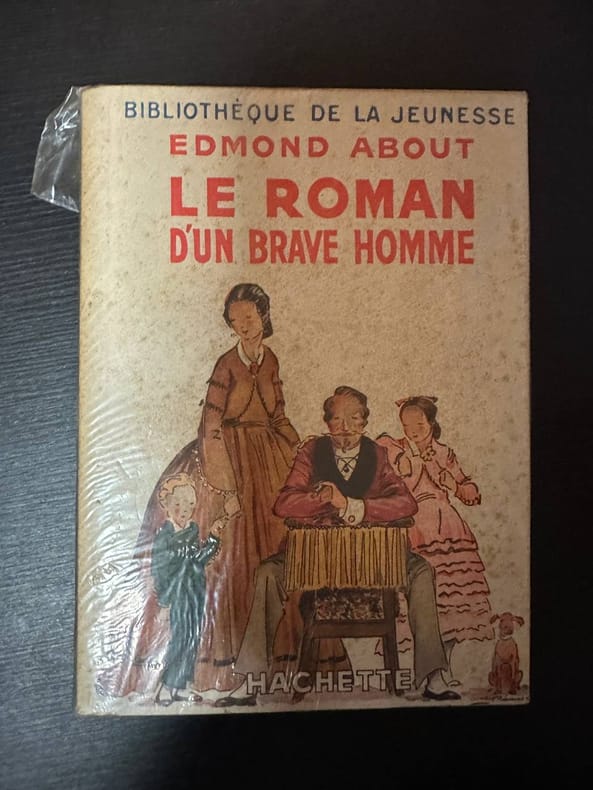 BIBLIOTHÈQUE DE LA JEUNESSE
EDMOND ABOUT
LE ROMAN
D'UN BRAVE HOMME
HACHETTE